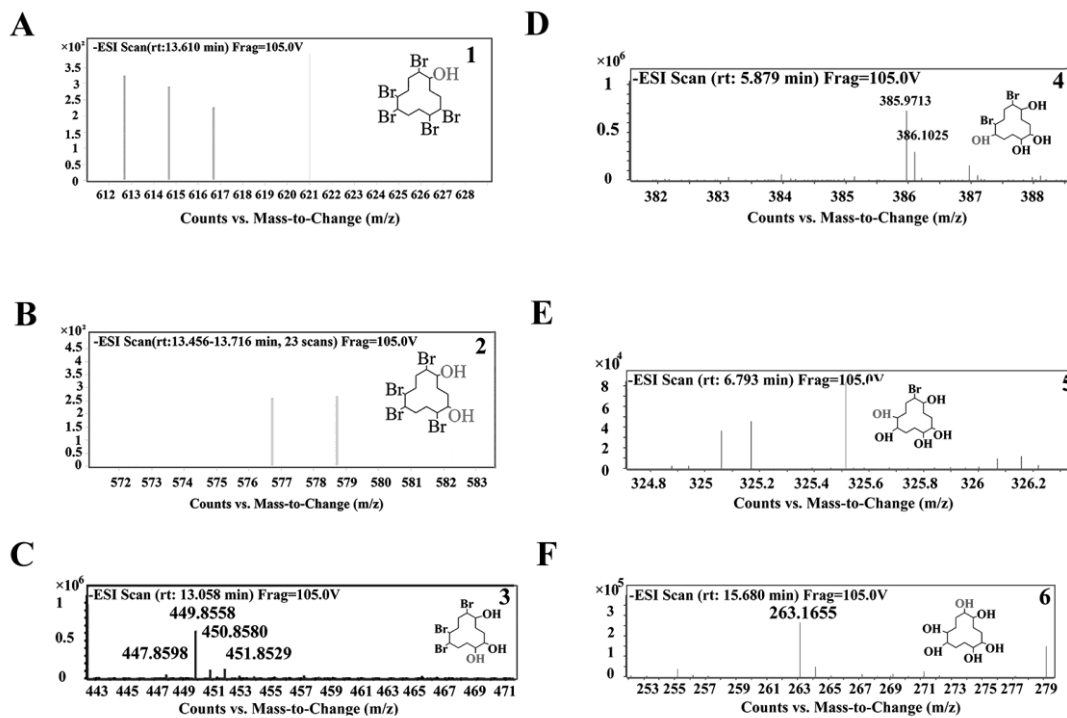 A
×10²
-ESI Scan(rt:13.610 min) Frag=105.0V
1
3.5
3
2.5
2
1.5
1
0.5
0
Br
OH
Br
Br
Br
Br
612 613 614 615 616 617 618 619 620 621 622 623 624 625 626 627 628
Counts vs. Mass-to-Change (m/z)
B
×10²
-ESI Scan(rt:13.456-13.716 min, 23 scans) Frag=105.0V
2
4.5
4
3.5
3
2.5
2
1.5
1
0.5
0
Br
OH
Br
Br
OH
Br
572 573 574 575 576 577 578 579 580 581 582 583
Counts vs. Mass-to-Change (m/z)
C
×10⁶
-ESI Scan (rt: 13.058 min) Frag=105.0V
3
1
0.5
0
449.8558
450.8580
447.8598
451.8529
Br
OH
Br
Br
OH
OH
443 445 447 449 451 453 455 457 459 461 463 465 467 469 471
Counts vs. Mass-to-Change (m/z)
D
×10⁶
-ESI Scan (rt: 5.879 min) Frag=105.0V
4
1
0.5
0
385.9713
386.1025
Br
OH
Br
OH
OH
OH
382 383 384 385 386 387 388
Counts vs. Mass-to-Change (m/z)
E
×10⁴
-ESI Scan (rt: 6.793 min) Frag=105.0V
5
8
6
4
2
0
Br
OH
OH
OH
OH
OH
324.8 325 325.2 325.4 325.6 325.8 326 326.2
Counts vs. Mass-to-Change (m/z)
F
×10⁵
-ESI Scan (rt: 15.680 min) Frag=105.0V
6
3
2
1
0
263.1655
OH
OH
OH
OH
OH
OH
253 255 257 259 261 263 265 267 269 271 273 275 277 279
Counts vs. Mass-to-Change (m/z)